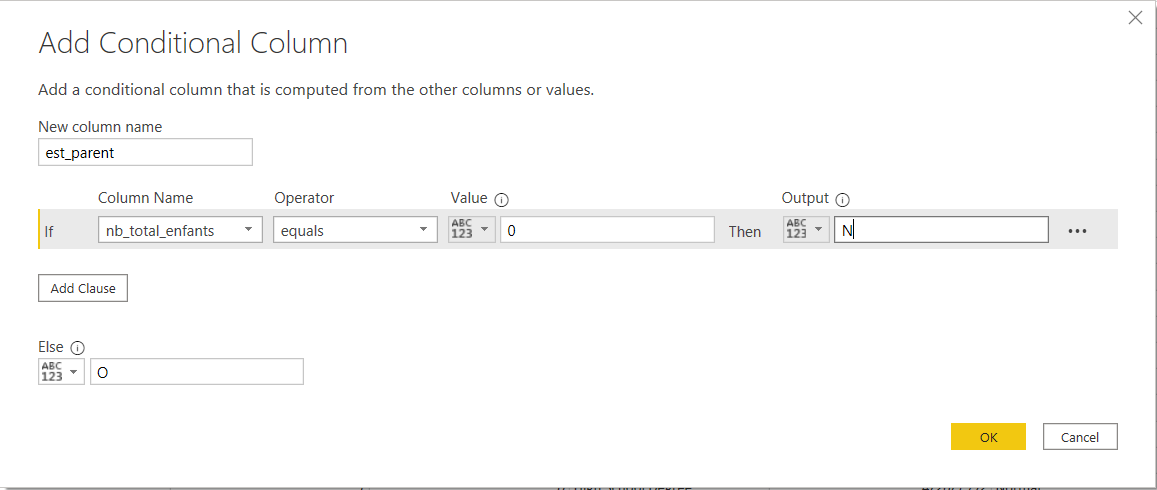 Add Conditional Column
Add a conditional column that is computed from the other columns or values.
New column name
est_parent
Column Name Operator Value Output
If nb_total_enfants equals ABC 123 0 Then ABC 123 N
Add Clause
Else
ABC 123 O
OK Cancel